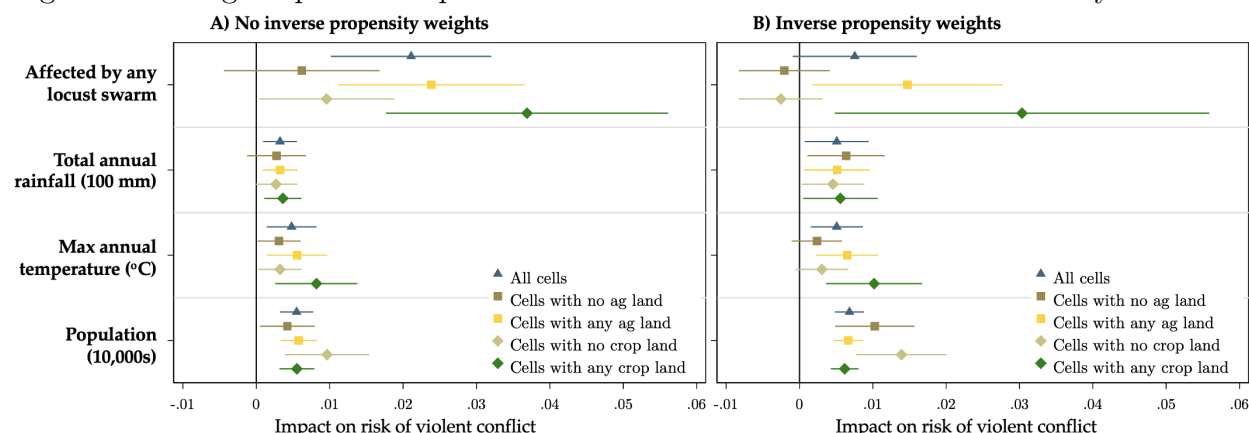 A) No inverse propensity weights
B) Inverse propensity weights
Affected by any
locust swarm
Total annual
rainfall (100 mm)
Max annual
temperature (ºC)
Population
(10,000s)
All cells
Cells with no ag land
Cells with any ag land
Cells with no crop land
Cells with any crop land
All cells
Cells with no ag land
Cells with any ag land
Cells with no crop land
Cells with any crop land
-.01 0 .01 .02 .03 .04 .05 .06
-.01 0 .01 .02 .03 .04 .05 .06
Impact on risk of violent conflict
Impact on risk of violent conflict